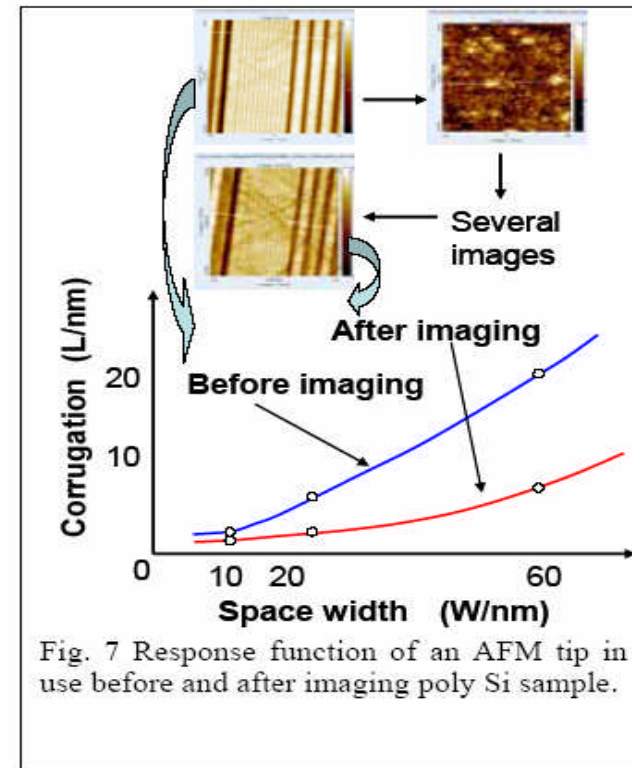 Several
images
After imaging
Before imaging
Corrugation (L/nm)
20
10
0
10 20 60
Space width (W/nm)
Fig. 7 Response function of an AFM tip in
use before and after imaging poly Si sample.